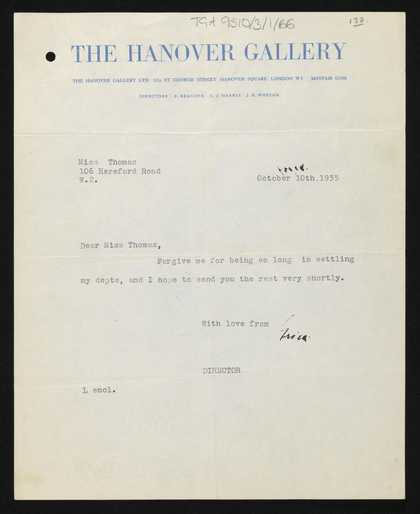 TGA 9510/3/1/66
133
THE HANOVER GALLERY
THE HANOVER GALLERY LTD 32A ST GEORGE STREET HANOVER SQUARE LONDON W1 MAYFAIR 0296
DIRECTORS
Miss Thomas
106 Hereford Road
W.2.
October 10th.1955
Dear Miss Thomas,
Forgive me for being so long in settling
my depts, and I hope to send you the rest very shortly.
With love from
Erica
DIRECTOR
1 encl.